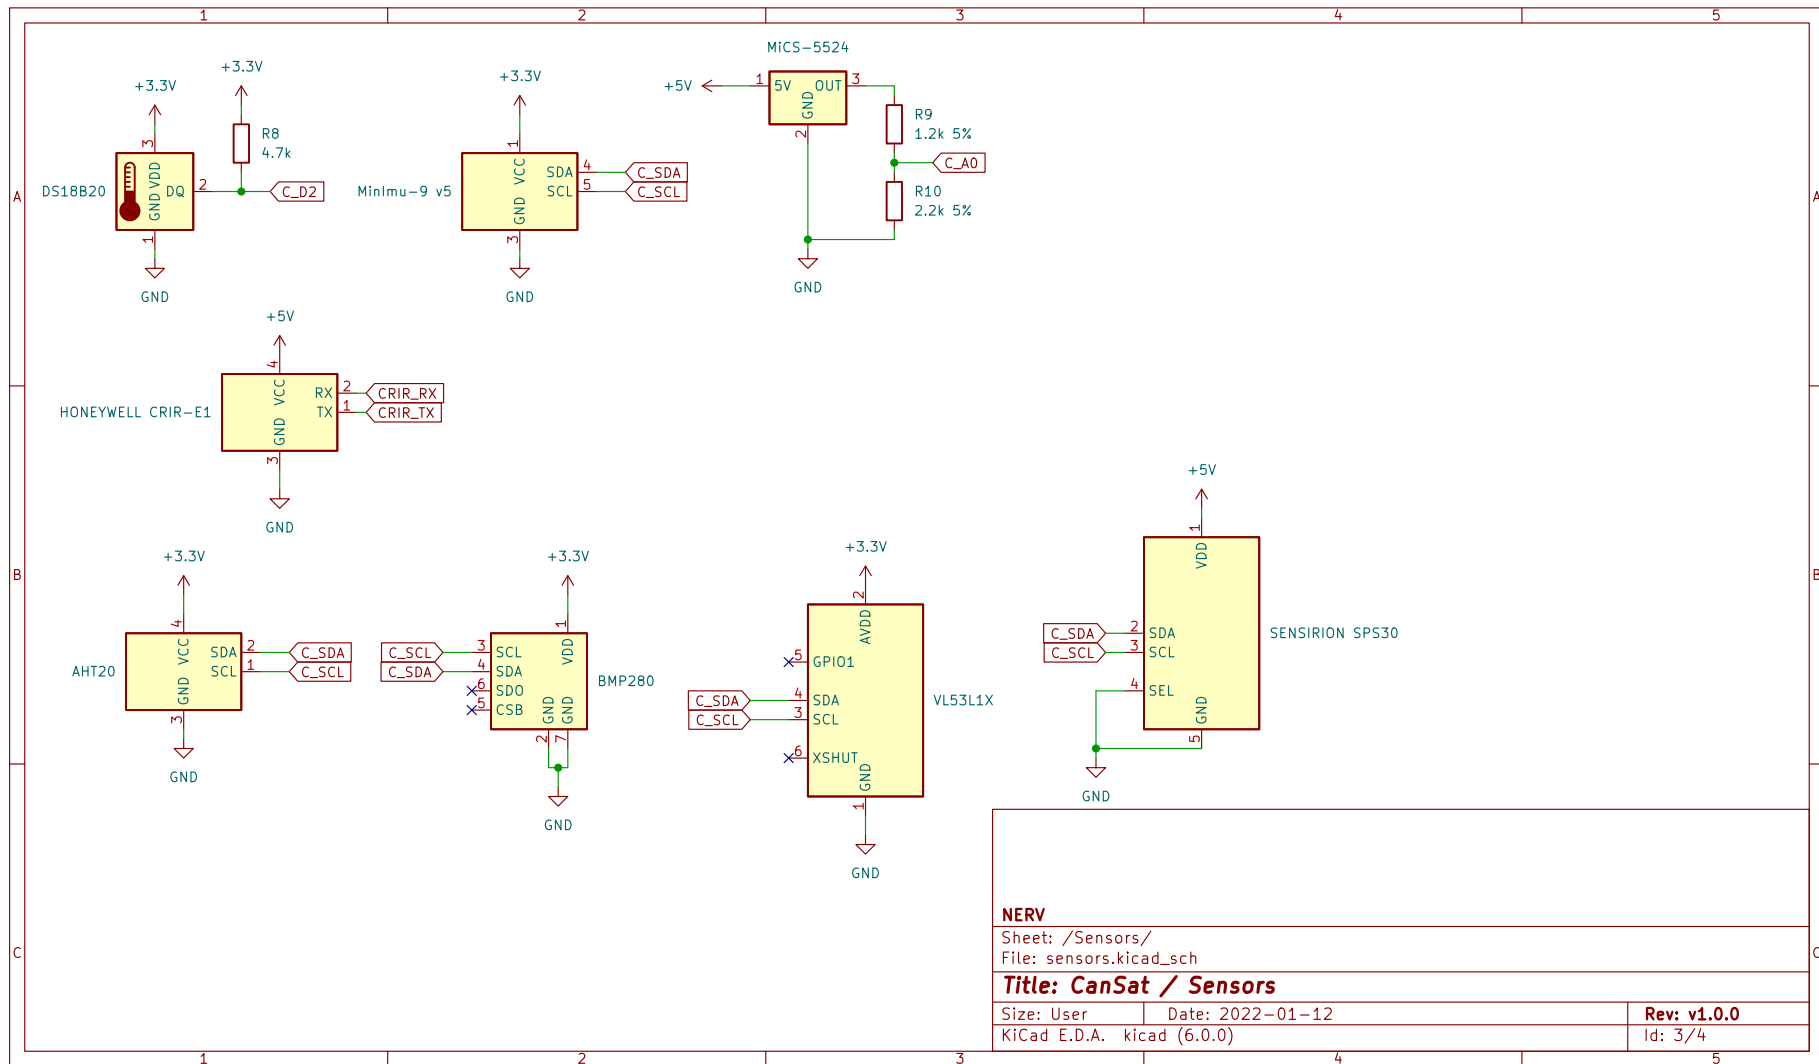 1 2 3 4 5
A A
B B
C C
+3.3V
3
VDD
GND
DQ
2
1
DS18B20
GND
+3.3V
R8
4.7k
C_D2
+3.3V
1
VCC
GND
SDA
SCL
4
5
3
MinImu-9 v5
C_SDA
C_SCL
GND
MiCS-5524
+5V
1
5V
OUT
3
GND
2
R9
1.2k 5%
C_A0
R10
2.2k 5%
GND
+5V
4
VCC
GND
RX
TX
2
1
3
HONEYWELL CRIR-E1
CRIR_RX
CRIR_TX
GND
+3.3V
4
VCC
GND
SDA
SCL
2
1
3
AHT20
C_SDA
C_SCL
GND
+3.3V
1
VDD
C_SCL
3
SCL
C_SDA
4
SDA
6
SDO
5
CSB
GND
GND
2
7
BMP280
GND
+3.3V
2
AVDD
5
GPIO1
C_SDA
4
SDA
C_SCL
3
SCL
6
XSHUT
GND
1
VL53L1X
GND
+5V
1
VDD
C_SDA
2
SDA
C_SCL
3
SCL
4
SEL
GND
5
SENSIRION SPS30
GND
NERV
Sheet: /Sensors/
File: sensors.kicad_sch
Title: CanSat / Sensors
Size: User Date: 2022-01-12 Rev: v1.0.0
KiCad E.D.A. kicad (6.0.0) Id: 3/4
1 2 3 4 5